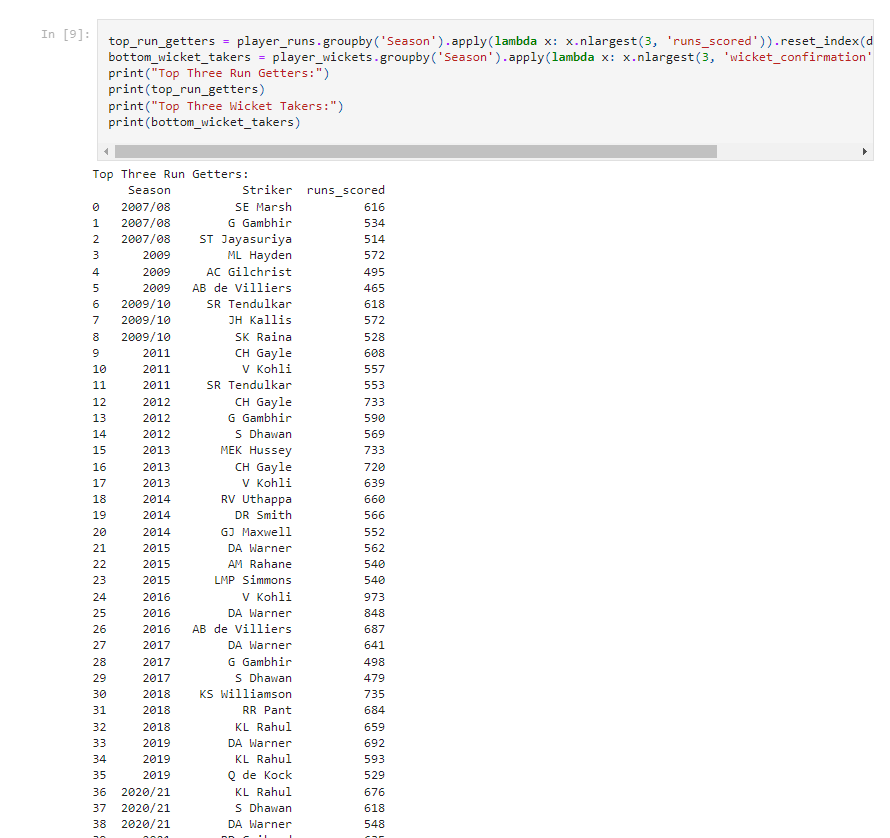 In [9]:
top_run_getters = player_runs.groupby('Season').apply(lambda x: x.nlargest(3, 'runs_scored')).reset_index(d
bottom_wicket_takers = player_wickets.groupby('Season').apply(lambda x: x.nlargest(3, 'wicket_confirmation'
print("Top Three Run Getters:")
print(top_run_getters)
print("Top Three Wicket Takers:")
print(bottom_wicket_takers)
Top Three Run Getters:
Season Striker runs_scored
0 2007/08 SE Marsh 616
1 2007/08 G Gambhir 534
2 2007/08 ST Jayasuriya 514
3 2009 ML Hayden 572
4 2009 AC Gilchrist 495
5 2009 AB de Villiers 465
6 2009/10 SR Tendulkar 618
7 2009/10 JH Kallis 572
8 2009/10 SK Raina 528
9 2011 CH Gayle 608
10 2011 V Kohli 557
11 2011 SR Tendulkar 553
12 2012 CH Gayle 733
13 2012 G Gambhir 590
14 2012 S Dhawan 569
15 2013 MEK Hussey 733
16 2013 CH Gayle 720
17 2013 V Kohli 639
18 2014 RV Uthappa 660
19 2014 DR Smith 566
20 2014 GJ Maxwell 552
21 2015 DA Warner 562
22 2015 AM Rahane 540
23 2015 LMP Simmons 540
24 2016 V Kohli 973
25 2016 DA Warner 848
26 2016 AB de Villiers 687
27 2017 DA Warner 641
28 2017 G Gambhir 498
29 2017 S Dhawan 479
30 2018 KS Williamson 735
31 2018 RR Pant 684
32 2018 KL Rahul 659
33 2019 DA Warner 692
34 2019 KL Rahul 593
35 2019 Q de Kock 529
36 2020/21 KL Rahul 676
37 2020/21 S Dhawan 618
38 2020/21 DA Warner 548